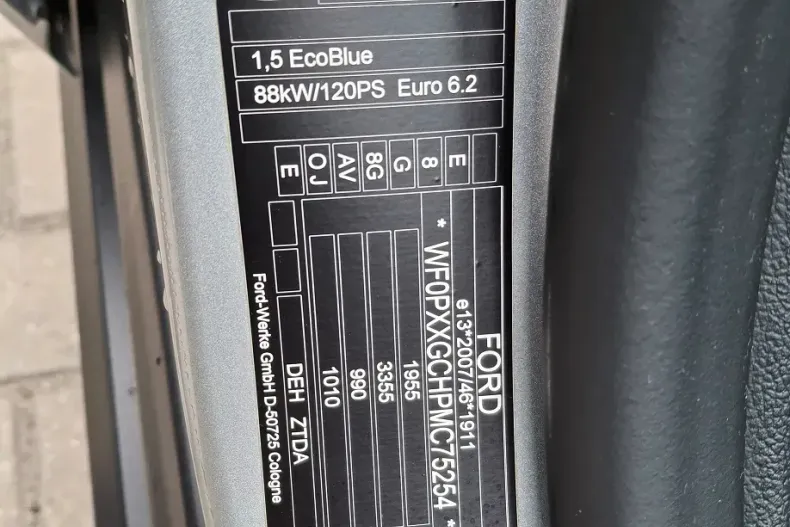 1,5 EcoBlue
88kW/120PS Euro 6.2
E
8
G
8G
AV
OJ
E
FORD
e13*2007/46*1911
* WF0PXXGCHPMC75254 *
1955
3355
990
1010
DEH ZTDA
Ford-Werke GmbH D-50725 Cologne